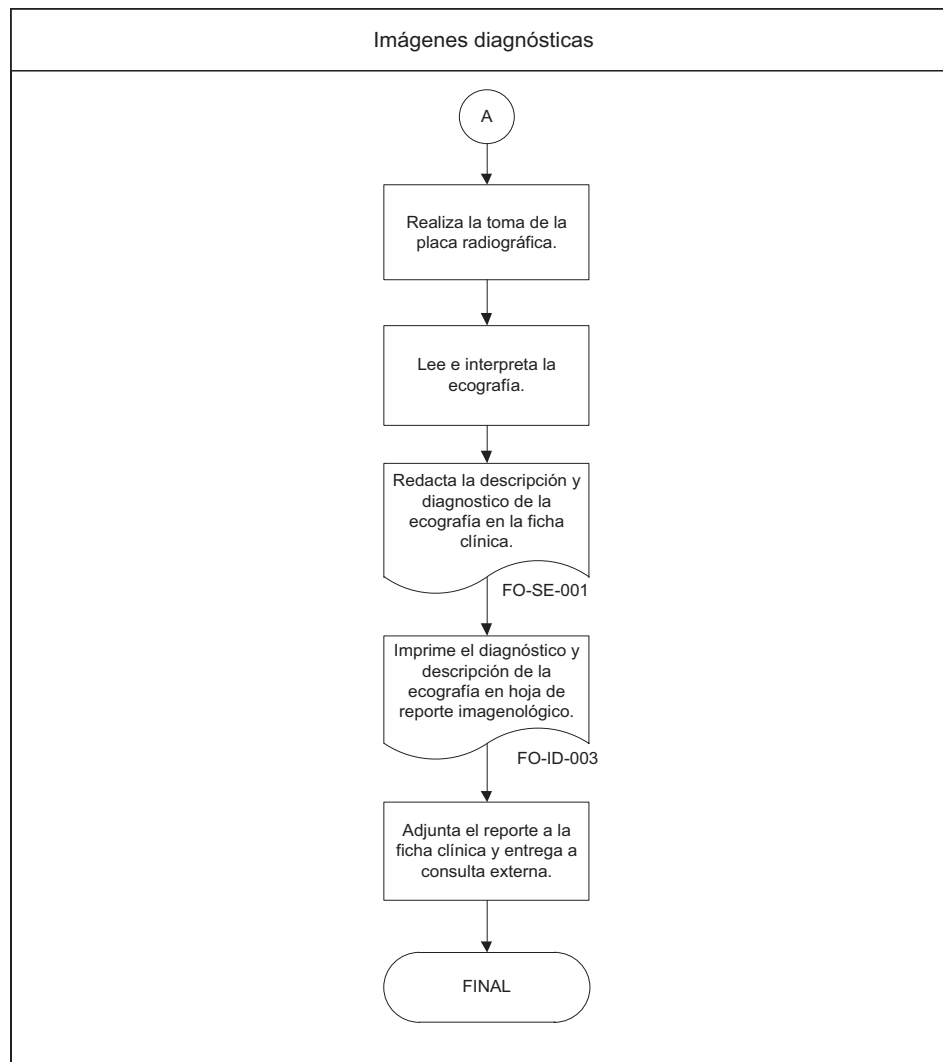 Imágenes diagnósticas
A
Realiza la toma de la
placa radiográfica.
Lee e interpreta la
ecografía.
Redacta la descripción y
diagnostico de la
ecografía en la ficha
clínica.
FO-SE-001
Imprime el diagnóstico y
descripción de la
ecografía en hoja de
reporte imagenológico.
FO-ID-003
Adjunta el reporte a la
ficha clínica y entrega a
consulta externa.
FINAL